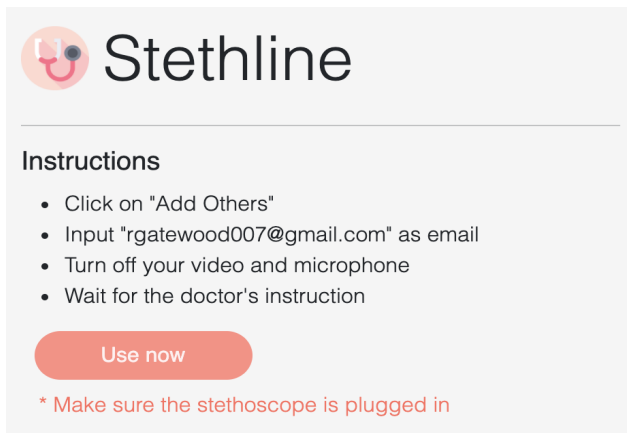 Stethline
Instructions
• Click on "Add Others"
• Input "rgatewood007@gmail.com" as email
• Turn off your video and microphone
• Wait for the doctor's instruction
Use now
* Make sure the stethoscope is plugged in